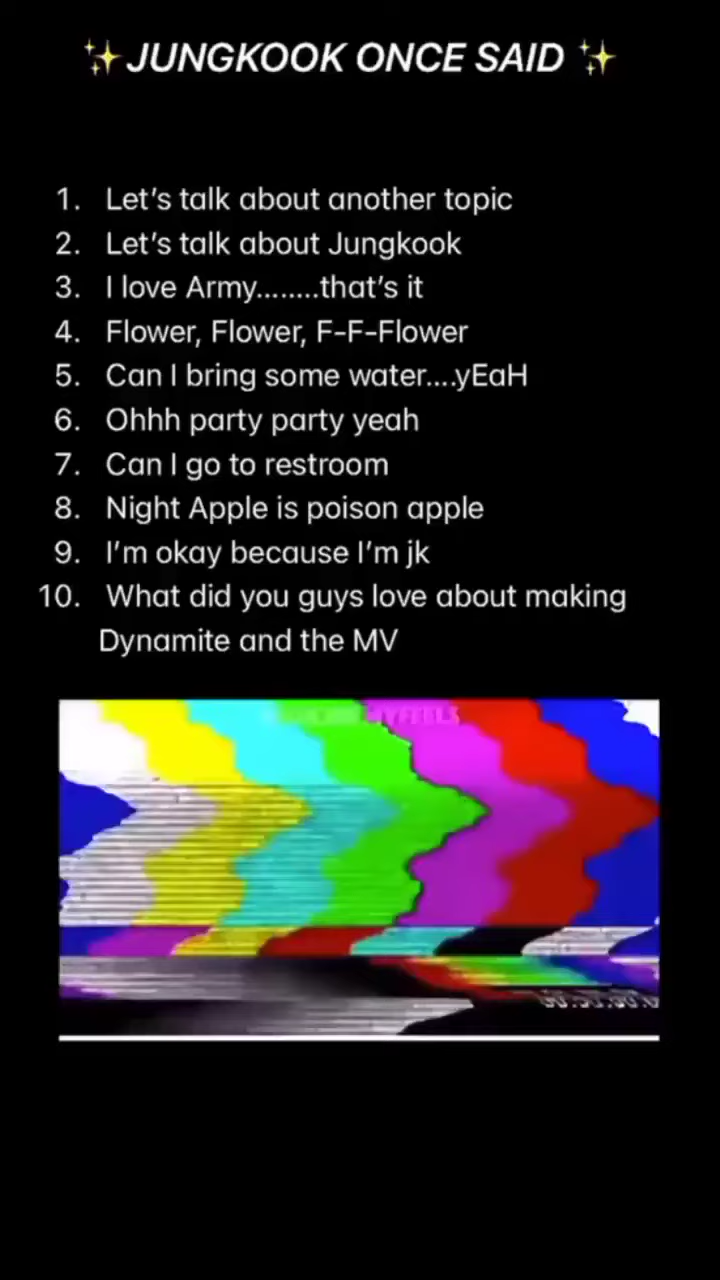 ✨JUNGKOOK ONCE SAID ✨
1. Let's talk about another topic
2. Let's talk about Jungkook
3. I love Army........that's it
4. Flower, Flower, F-F-Flower
5. Can I bring some water....yEaH
6. Ohhh party party yeah
7. Can I go to restroom
8. Night Apple is poison apple
9. I'm okay because I'm jk
10. What did you guys love about making
Dynamite and the MV